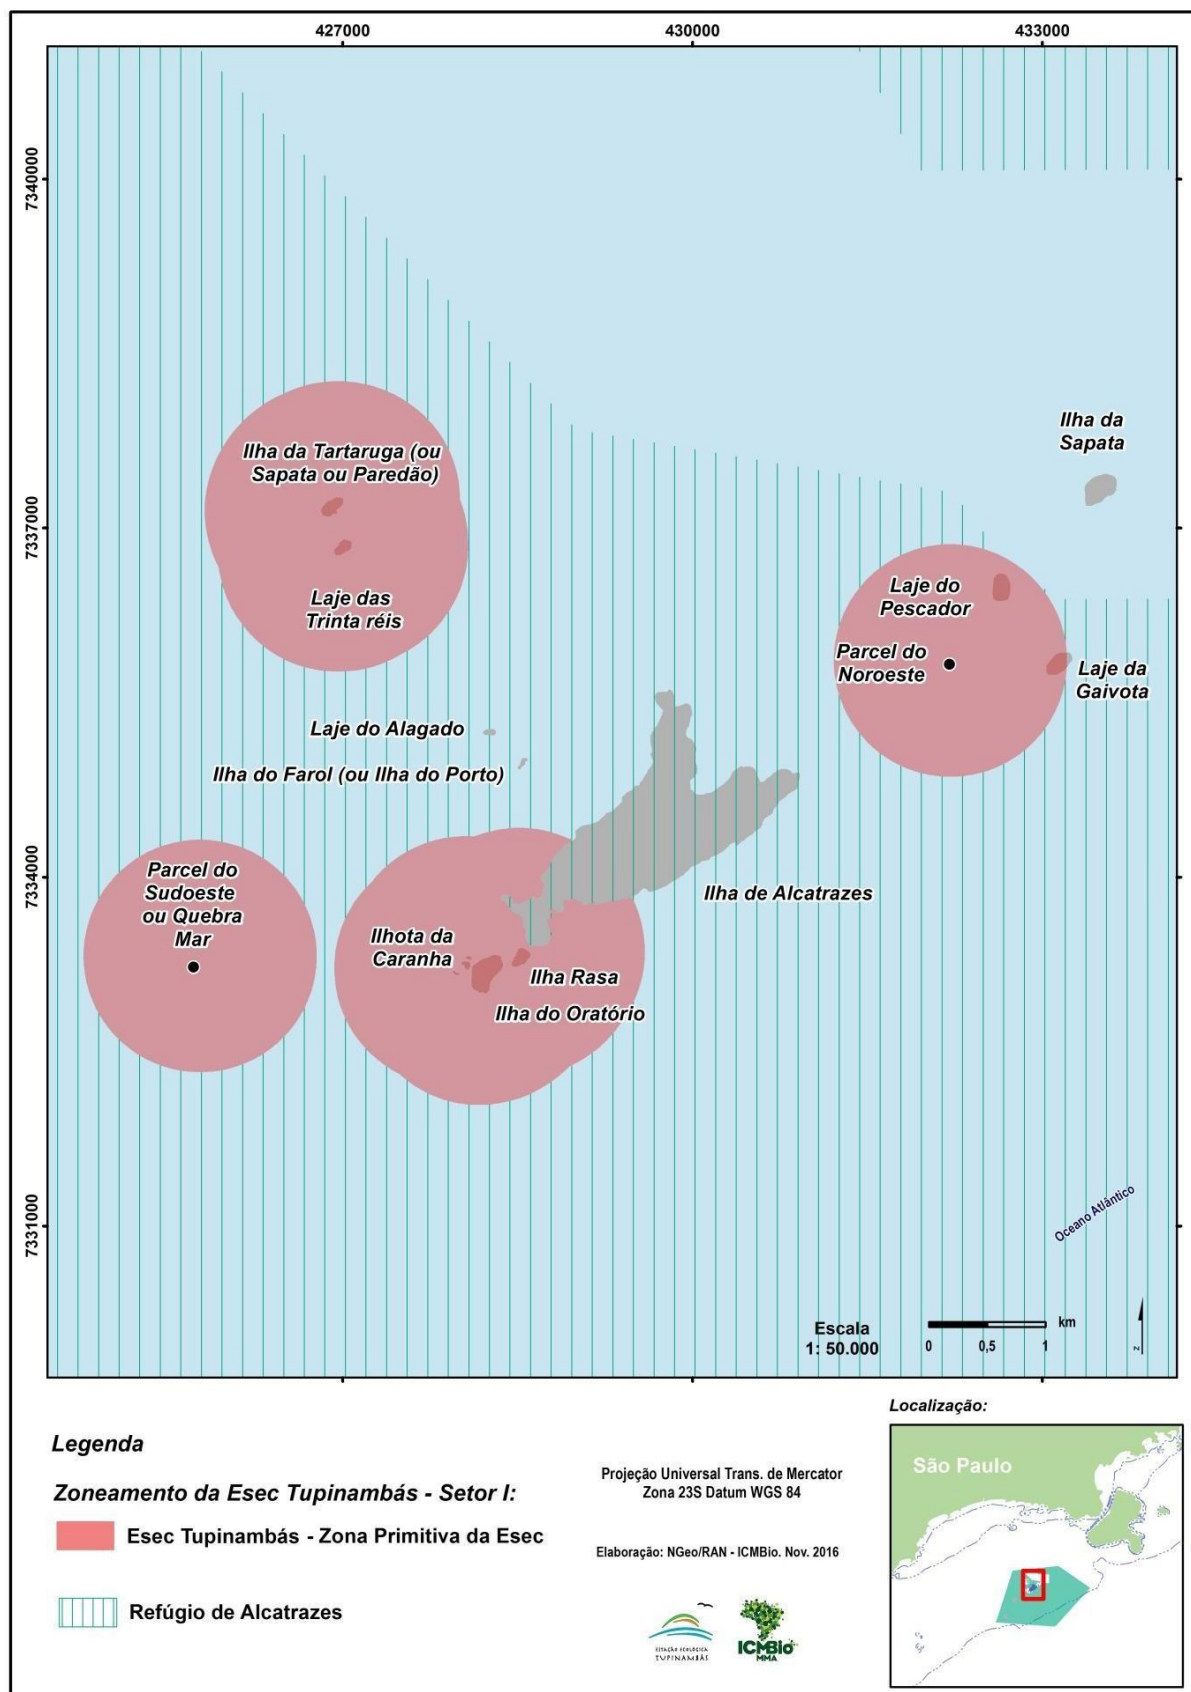 427000
430000
433000
7340000
7337000
7334000
7331000
Ilha da
Sapata
Ilha da Tartaruga (ou
Sapata ou Paredão)
Laje das
Trinta réis
Laje do
Pescador
Parcel do
Noroeste
Laje da
Gaivota
Laje do Alagado
Ilha do Farol (ou Ilha do Porto)
Parcel do
Sudoeste
ou Quebra
Mar
Ilha de Alcatrazes
Ilhota da
Caranha
Ilha Rasa
Ilha do Oratório
Oceano Atlântico
Escala
1: 50.000
0
0,5
1
km
z
Legenda
Zoneamento da Esec Tupinambás - Setor I:
Esec Tupinambás - Zona Primitiva da Esec
Refúgio de Alcatrazes
Projeção Universal Trans. de Mercator
Zona 23S Datum WGS 84
Elaboração: NGeo/RAN - ICMBio. Nov. 2016
ESTAÇÃO ECOLÓGICA
TUPINAMBÁS
ICMBio
MMA
Localização:
São Paulo